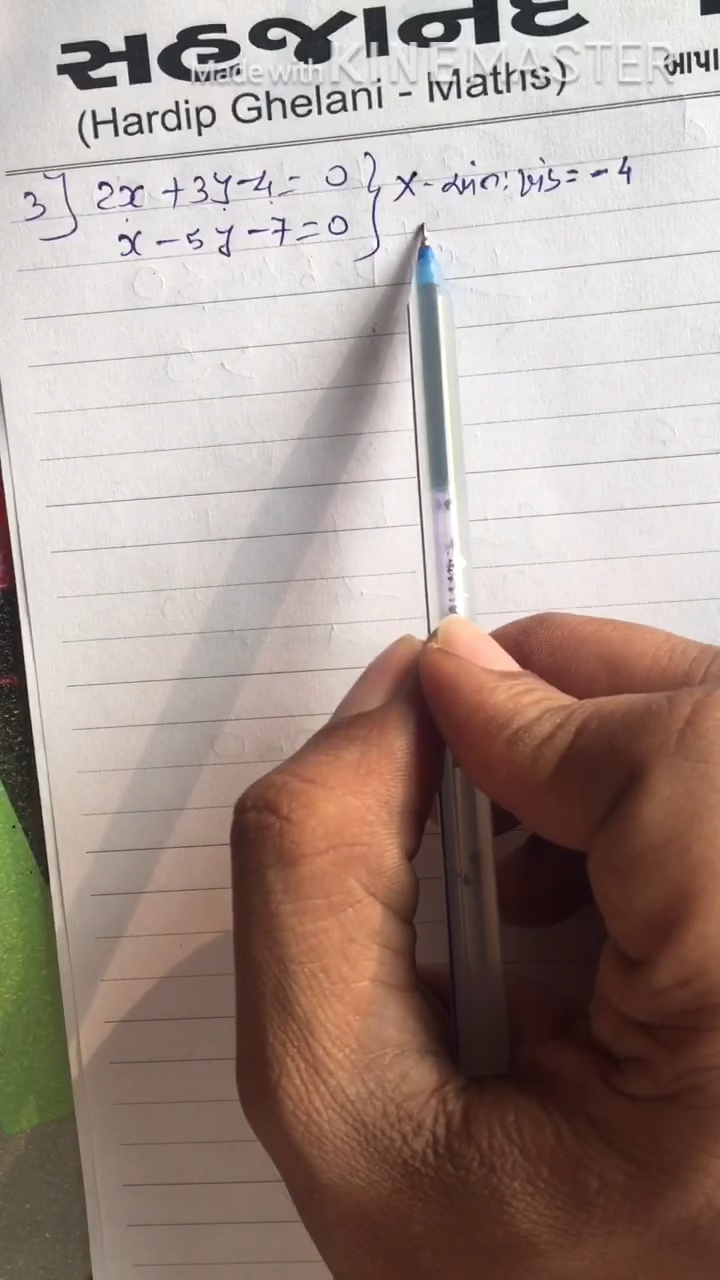 સહજાનંદ
Made with KINEMASTER
(Hardip Ghelani - Maths)
આપા
3] 2x + 3y - 4 = 0 } x - અંતઃખંડ = - 4
x - 5y - 7 = 0